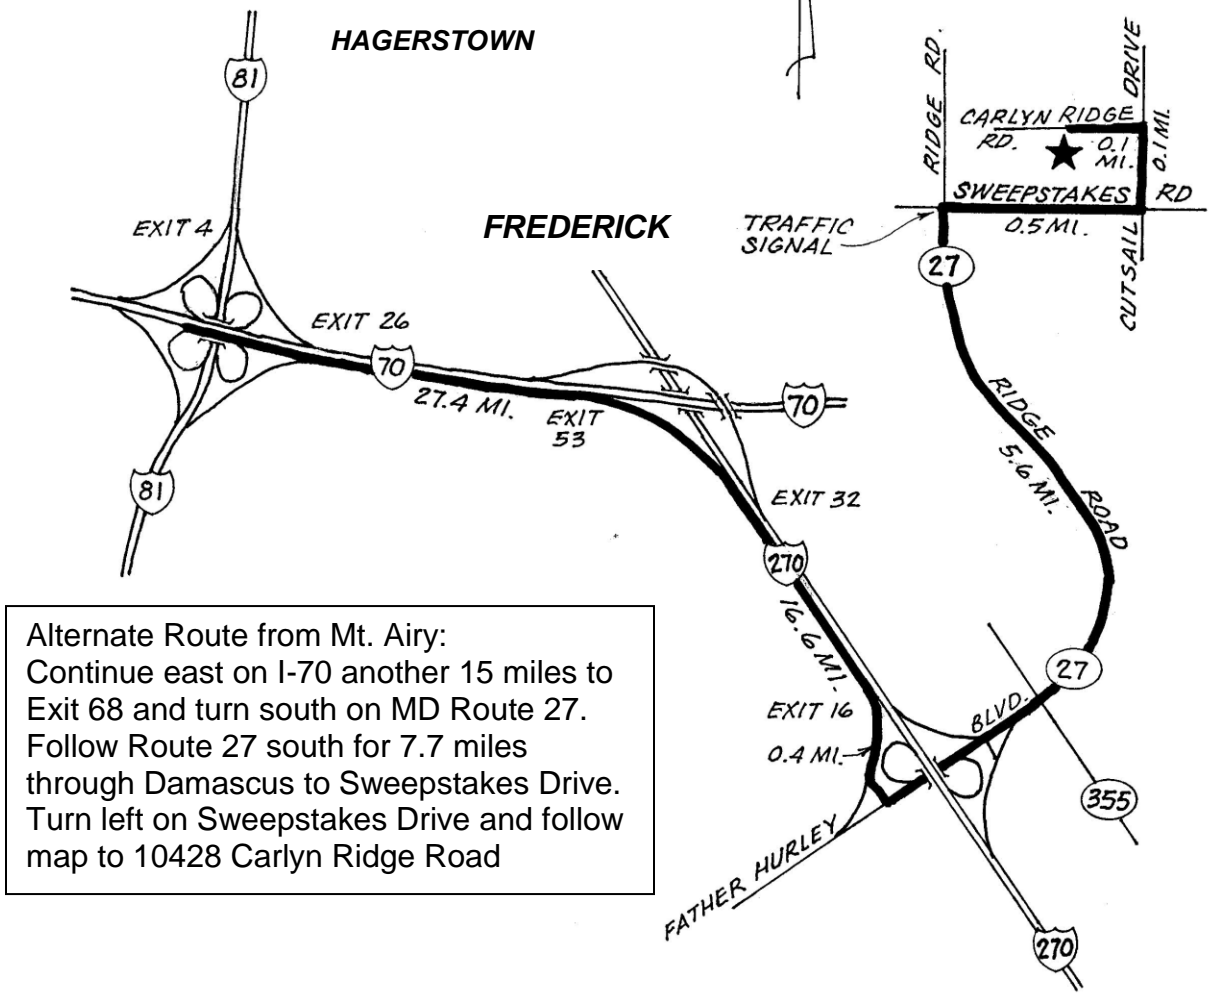 HAGERSTOWN
81
RIDGE RD.
DRIVE
CARLYN RIDGE
RD.
0.1
MI.
0.1 MI.
SWEEPSTAKES RD
0.5 MI.
TRAFFIC
SIGNAL
CUTSAIL
27
EXIT 4
FREDERICK
EXIT 26
70
27.4 MI.
EXIT
53
70
81
EXIT 32
270
16.6 MI.
RIDGE ROAD
5.6 MI.
27
EXIT 16
0.4 MI.
BLVD.
355
FATHER HURLEY
270
Alternate Route from Mt. Airy:
Continue east on I-70 another 15 miles to
Exit 68 and turn south on MD Route 27.
Follow Route 27 south for 7.7 miles
through Damascus to Sweepstakes Drive.
Turn left on Sweepstakes Drive and follow
map to 10428 Carlyn Ridge Road